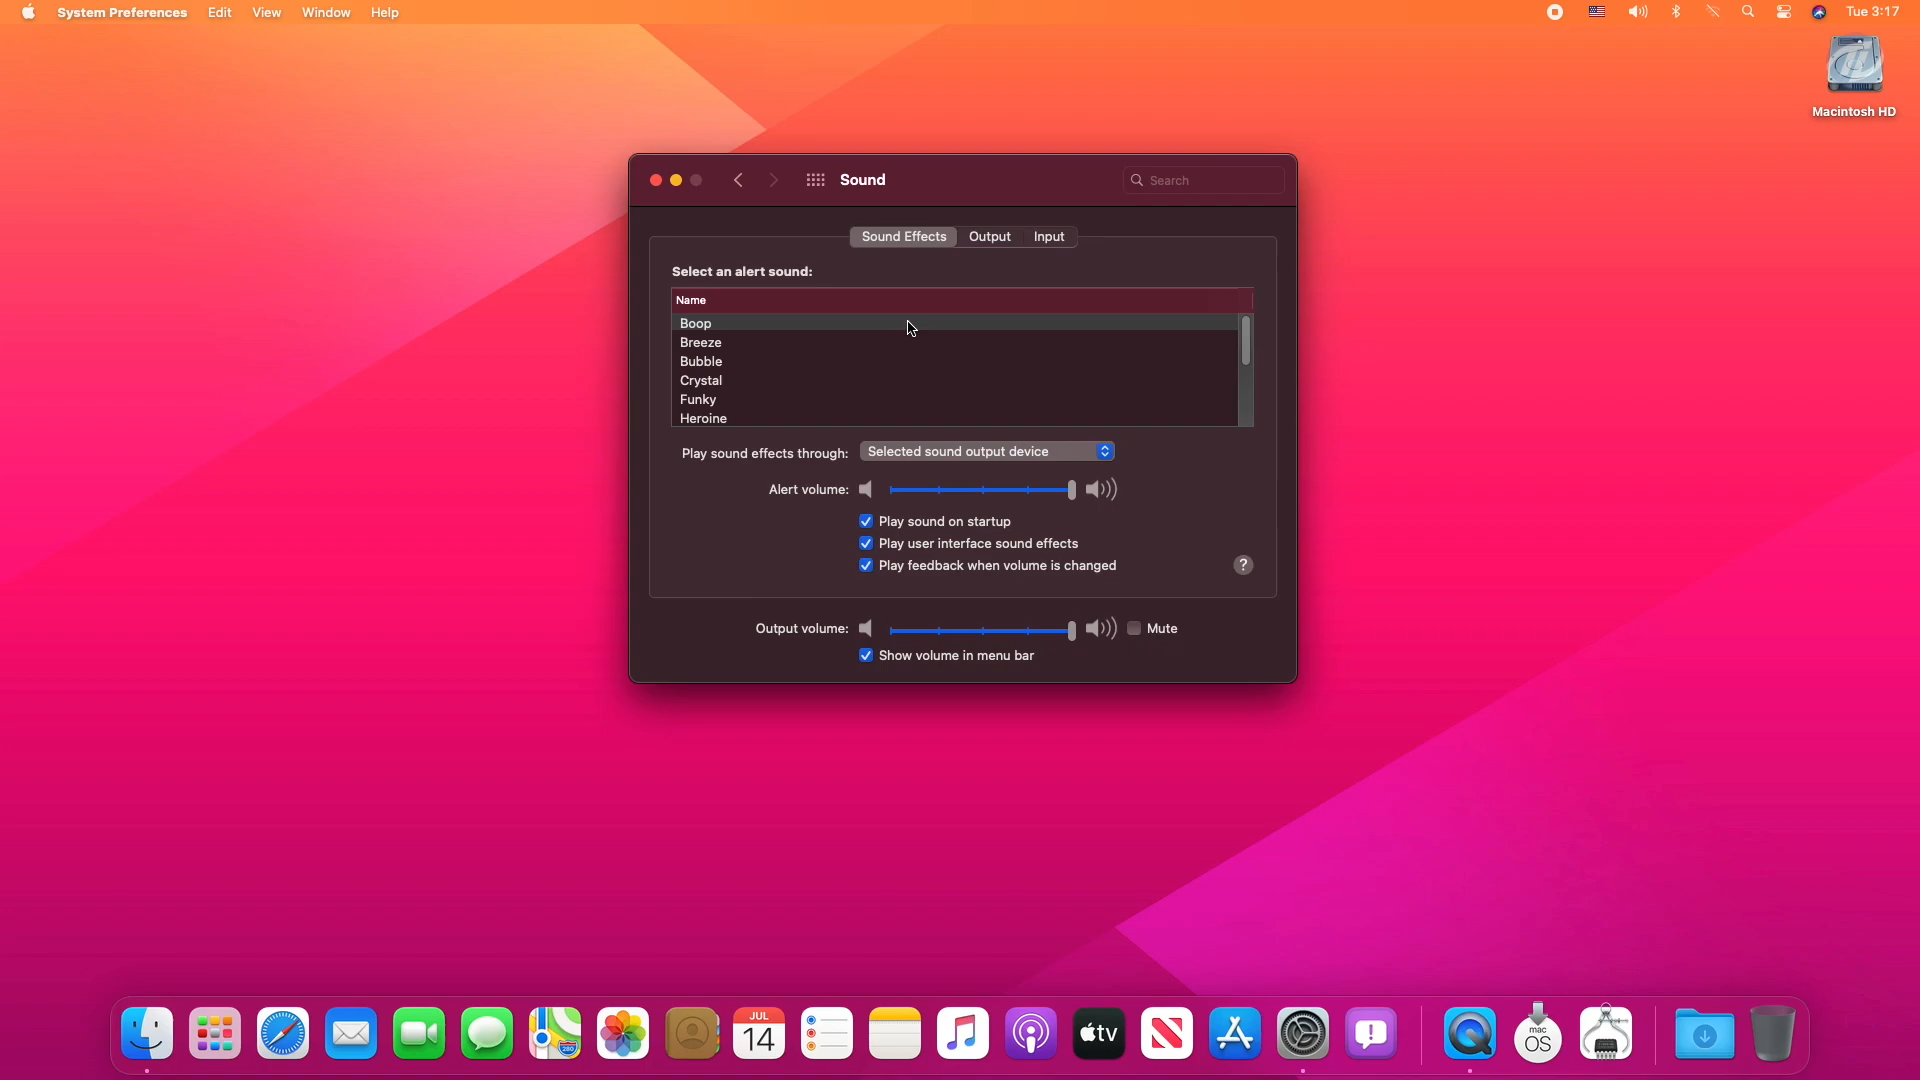 System Preferences Edit View Window Help Tue 3:17
Macintosh HD
Sound
Search
Sound Effects Output Input
Select an alert sound:
Name
Boop
Breeze
Bubble
Crystal
Funky
Heroine
Play sound effects through: Selected sound output device
Alert volume:
Play sound on startup
Play user interface sound effects
Play feedback when volume is changed
?
Output volume: Mute
Show volume in menu bar
JUL
14
280
tv
mac
OS